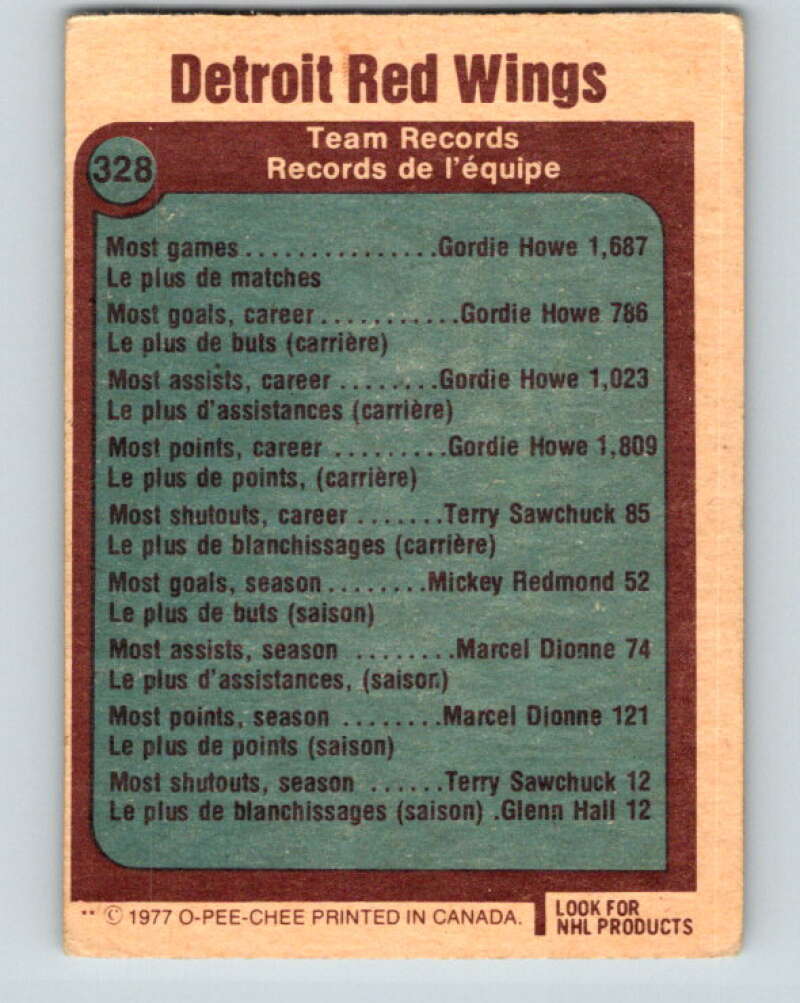 Detroit Red Wings
Team Records
328
Records de l'équipe
Most games...............Gordie Howe 1,687
Le plus de matches
Most goals, career...........Gordie Howe 786
Le plus de buts (carrière)
Most assists, career ........Gordie Howe 1,023
Le plus d'assistances (carrière)
Most points, career .........Gordie Howe 1,809
Le plus de points, (carrière)
Most shutouts, career .......Terry Sawchuck 85
Le plus de blanchissages (carrière)
Most goals, season........Mickey Redmond 52
Le plus de buts (saison)
Most assists, season ........Marcel Dionne 74
Le plus d'assistances, (saison)
Most points, season ........Marcel Dionne 121
Le plus de points (saison)
Most shutouts, season ......Terry Sawchuck 12
Le plus de blanchissages (saison) .Glenn Hall 12
** © 1977 O-PEE-CHEE PRINTED IN CANADA.
LOOK FOR
NHL PRODUCTS